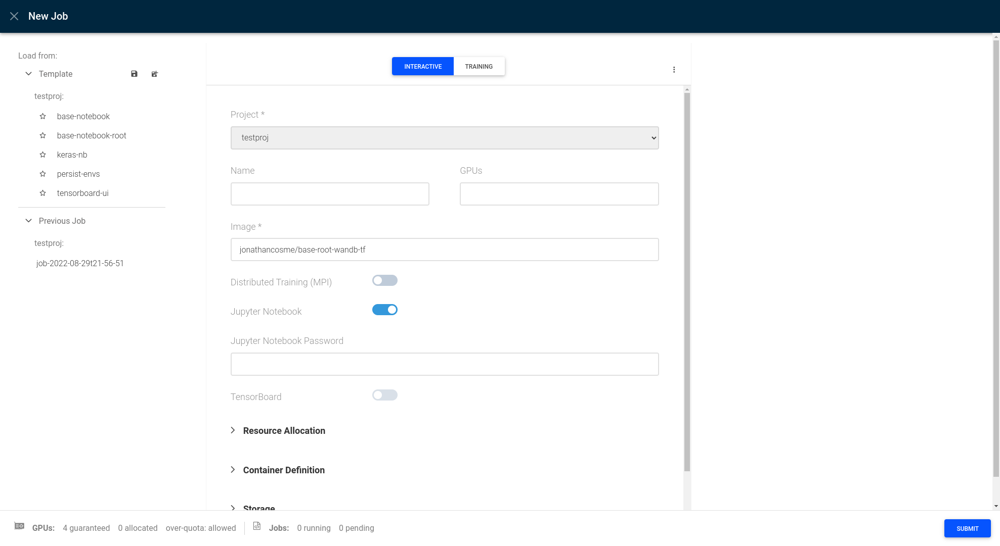 New Job
Load from:
Template
testproj:
base-notebook
base-notebook-root
keras-nb
persist-envs
tensorboard-ui
Previous Job
testproj:
job-2022-08-29t21-56-51
INTERACTIVE TRAINING
Project *
testproj
Name GPUs
Image *
jonathancosme/base-root-wandb-tf
Distributed Training (MPI)
Jupyter Notebook
Jupyter Notebook Password
TensorBoard
Resource Allocation
Container Definition
Storage
GPUs: 4 guaranteed 0 allocated over-quota: allowed Jobs: 0 running 0 pending
SUBMIT